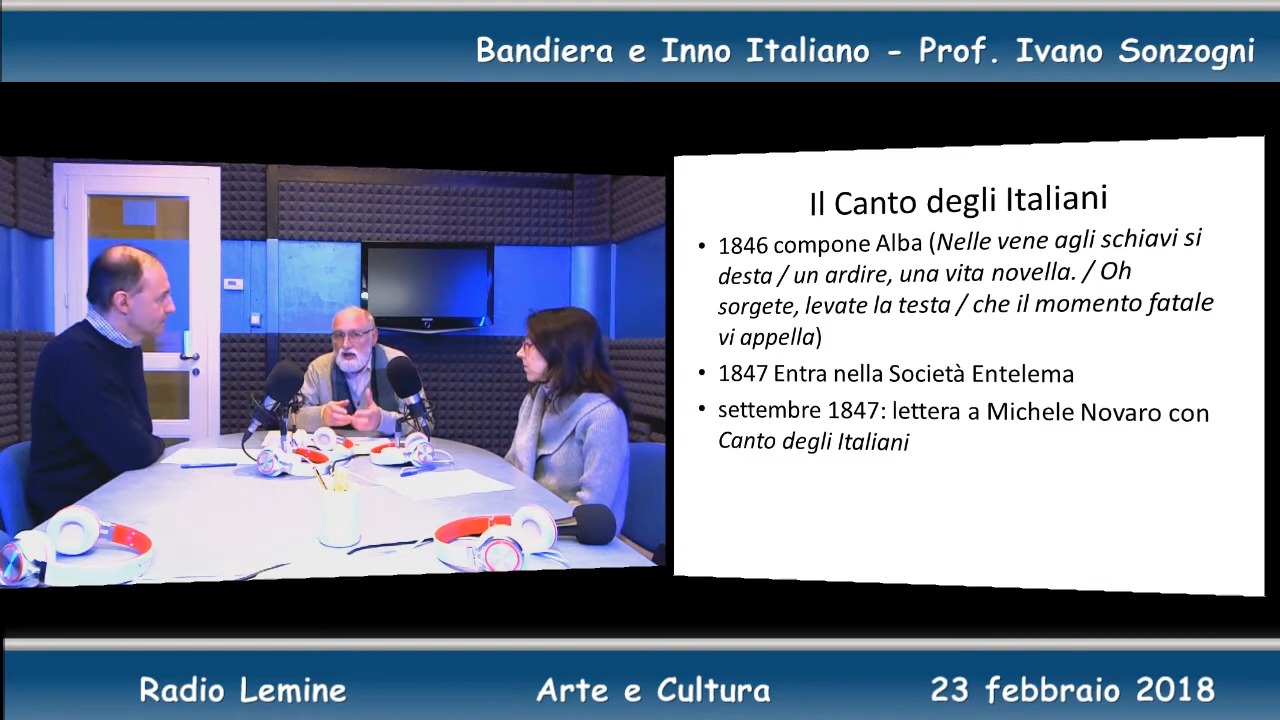 Bandiera e Inno Italiano - Prof. Ivano Sonzogni
Il Canto degli Italiani
• 1846 compone Alba (Nelle vene agli schiavi si
desta / un ardire, una vita novella. / Oh
sorgete, levate la testa / che il momento fatale
vi appella)
• 1847 Entra nella Società Entelema
• settembre 1847: lettera a Michele Novaro con
Canto degli Italiani
Radio Lemine
Arte e Cultura
23 febbraio 2018